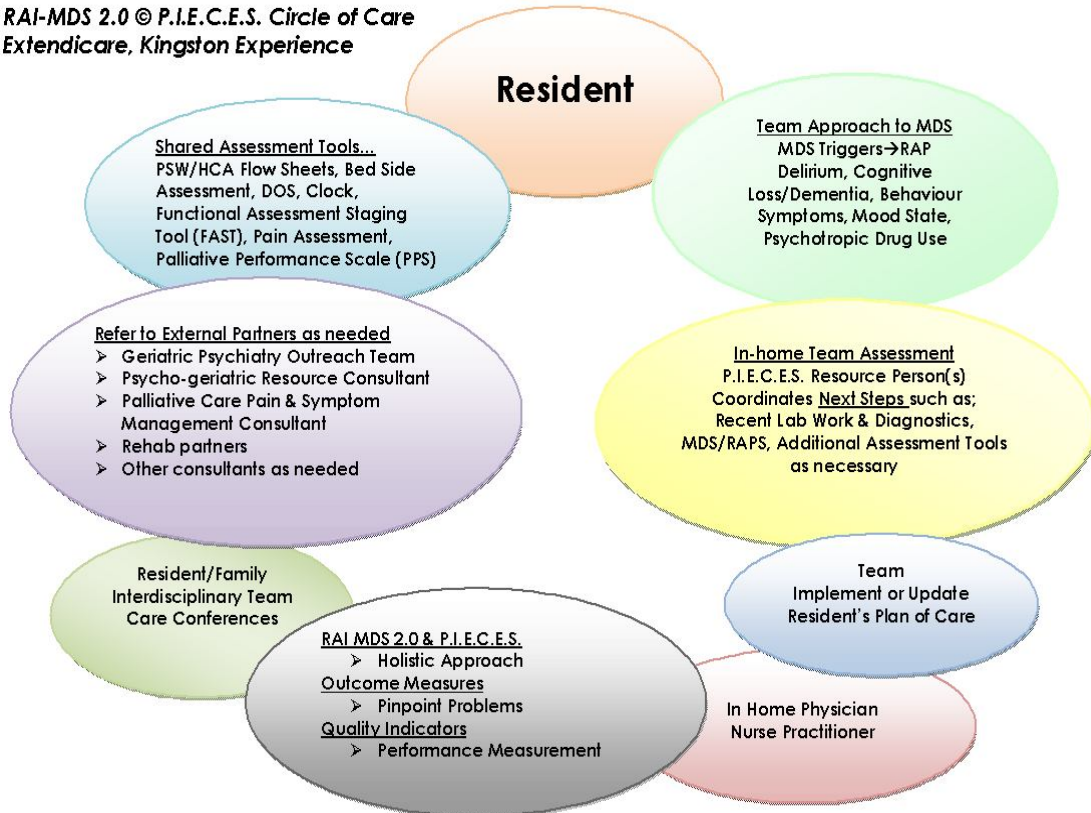 RAI-MDS 2.0 © P.I.E.C.E.S. Circle of Care
Extendicare, Kingston Experience
Resident
Shared Assessment Tools...
PSW/HCA Flow Sheets, Bed Side
Assessment, DOS, Clock,
Functional Assessment Staging
Tool (FAST), Pain Assessment,
Palliative Performance Scale (PPS)
Team Approach to MDS
MDS Triggers→RAP
Delirium, Cognitive
Loss/Dementia, Behaviour
Symptoms, Mood State,
Psychotropic Drug Use
Refer to External Partners as needed
➢ Geriatric Psychiatry Outreach Team
➢ Psycho-geriatric Resource Consultant
➢ Palliative Care Pain & Symptom
Management Consultant
➢ Rehab partners
➢ Other consultants as needed
In-home Team Assessment
P.I.E.C.E.S. Resource Person(s)
Coordinates Next Steps such as;
Recent Lab Work & Diagnostics,
MDS/RAPS, Additional Assessment Tools
as necessary
Resident/Family
Interdisciplinary Team
Care Conferences
Team
Implement or Update
Resident's Plan of Care
RAI MDS 2.0 & P.I.E.C.E.S.
➢ Holistic Approach
Outcome Measures
➢ Pinpoint Problems
Quality Indicators
➢ Performance Measurement
In Home Physician
Nurse Practitioner